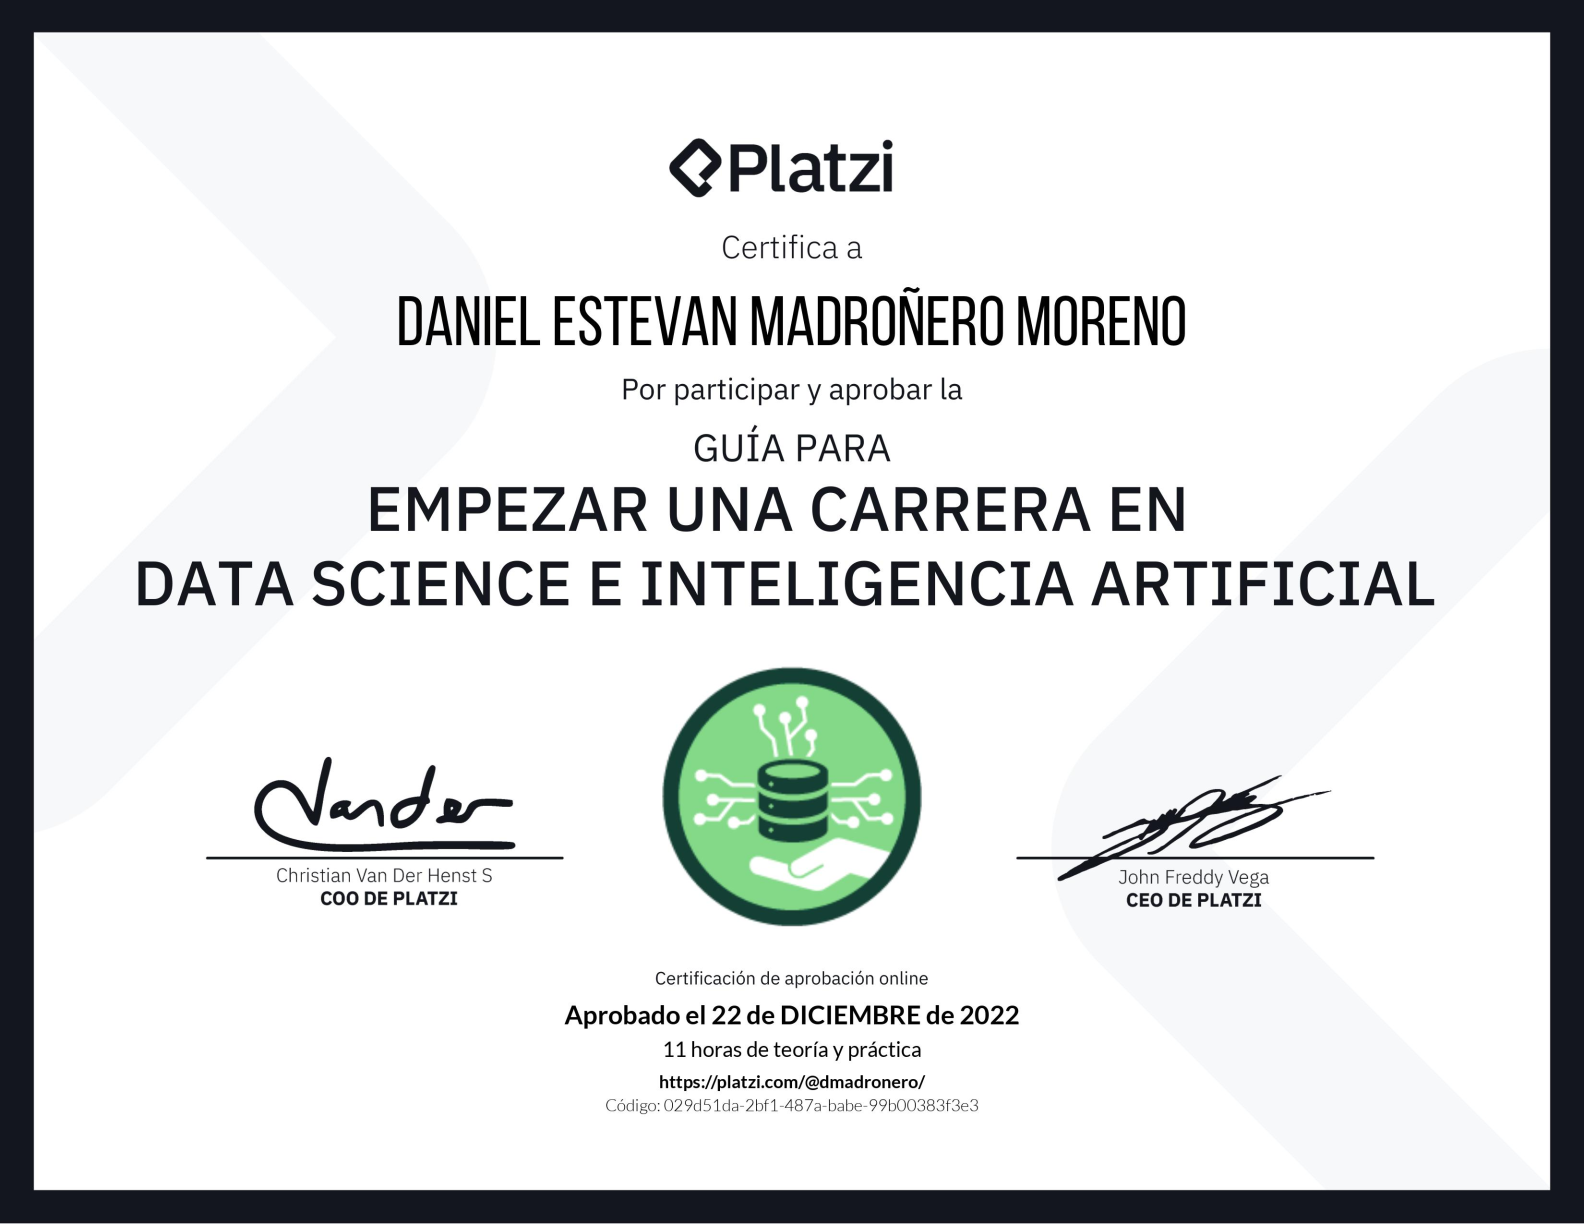 Platzi
Certifica a
DANIEL ESTEVAN MADROÑERO MORENO
Por participar y aprobar la
GUÍA PARA
EMPEZAR UNA CARRERA EN
DATA SCIENCE E INTELIGENCIA ARTIFICIAL
Vander
Christian Van Der Henst S
COO DE PLATZI
John Freddy Vega
CEO DE PLATZI
Certificación de aprobación online
Aprobado el 22 de DICIEMBRE de 2022
11 horas de teoría y práctica
https://platzi.com/@dmadronero/
Código: 029d51da-2bf1-487a-babe-99b00383f3e3